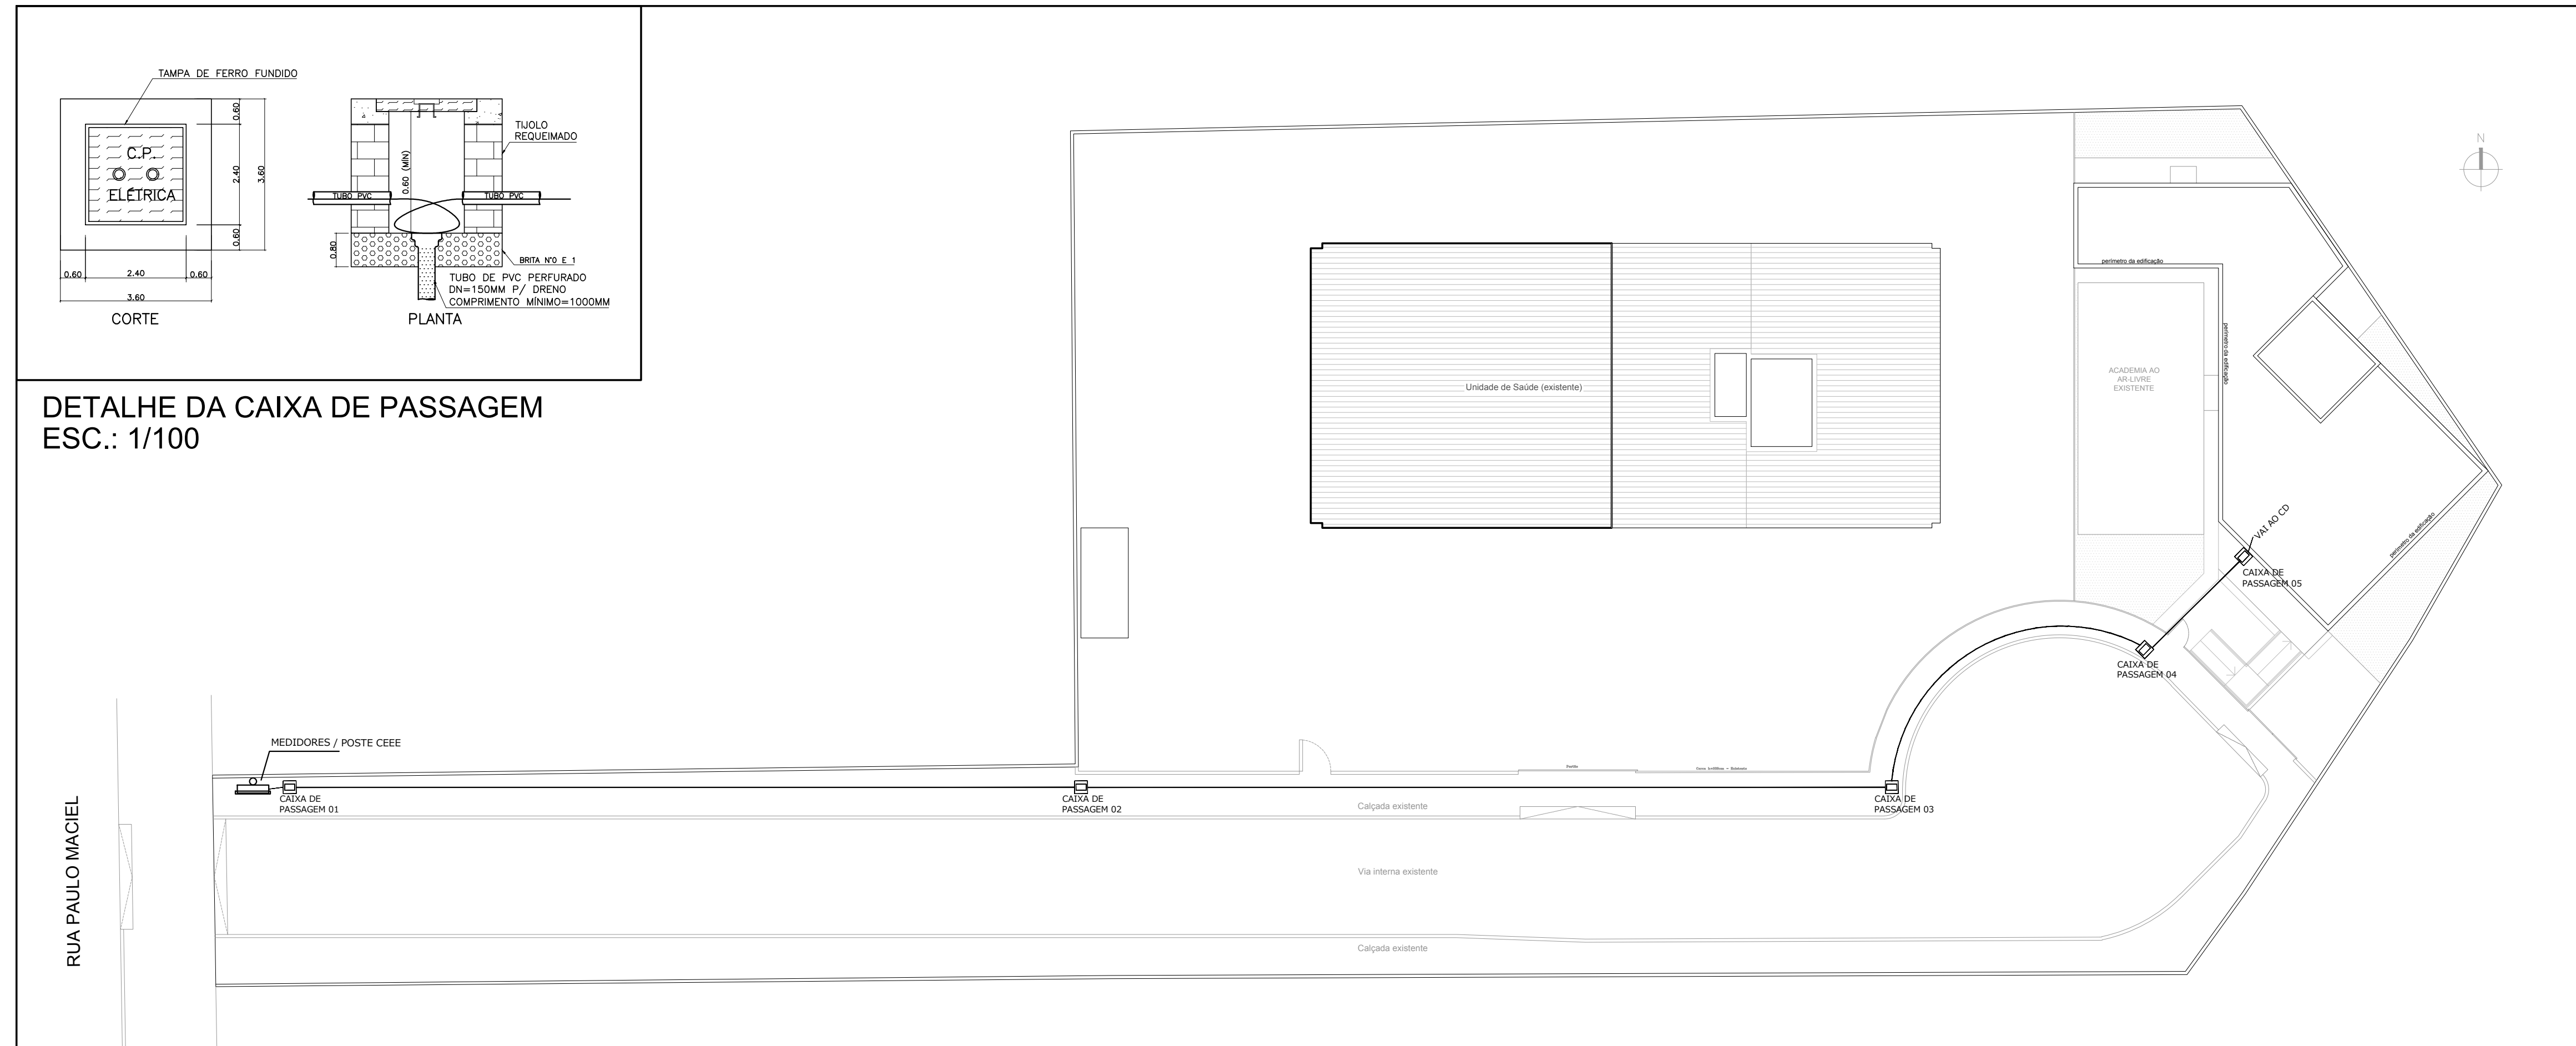 TAMPA DE FERRO FUNDIDO
C.P.
ELÉTRICA
0.60
2.40
0.60
3.60
0.60
2.40
0.60
3.60
CORTE
TIJOLO
REQUEIMADO
0.60 (MÍN)
TUBO PVC
TUBO PVC
0.80
BRITA N°0 E 1
TUBO DE PVC PERFURADO
DN=150MM P/ DRENO
COMPRIMENTO MÍNIMO=1000MM
PLANTA
DETALHE DA CAIXA DE PASSAGEM
ESC.: 1/100
N
perímetro da edificação
perímetro da edificação
perímetro da edificação
ACADEMIA AO
AR-LIVRE
EXISTENTE
Unidade de Saúde (existente)
VAI AO CD
CAIXA DE
PASSAGEM 05
CAIXA DE
PASSAGEM 04
MEDIDORES / POSTE CEEE
CAIXA DE
PASSAGEM 01
CAIXA DE
PASSAGEM 02
CAIXA DE
PASSAGEM 03
Portão
Calçada existente
Via interna existente
Calçada existente
RUA PAULO MACIEL